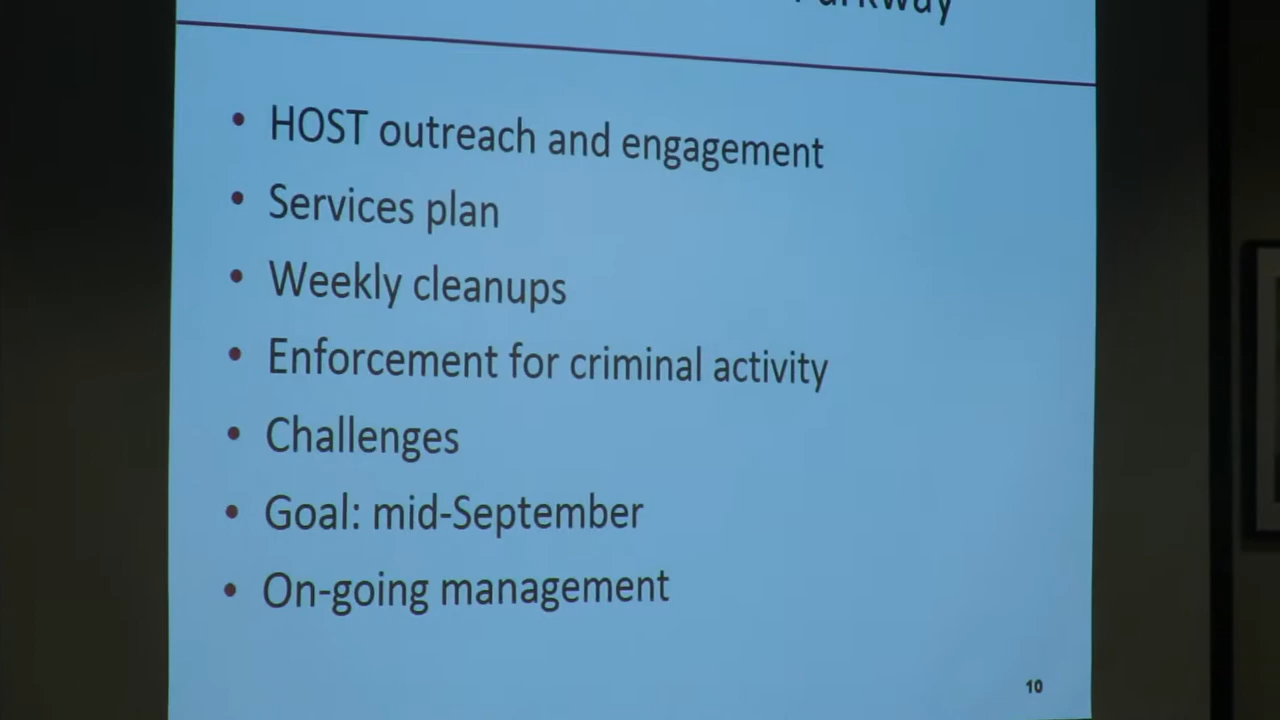 Parkway
• HOST outreach and engagement
• Services plan
• Weekly cleanups
• Enforcement for criminal activity
• Challenges
• Goal: mid-September
• On-going management
10